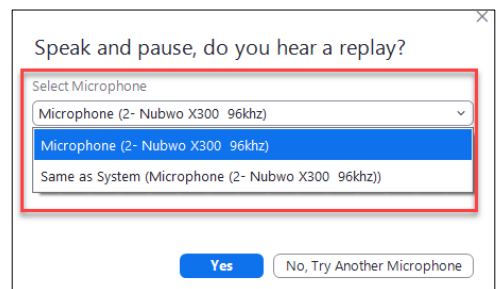 Speak and pause, do you hear a replay?
Select Microphone
Microphone (2- Nubwo X300  96khz)
Microphone (2- Nubwo X300  96khz)
Same as System (Microphone (2- Nubwo X300  96khz))
Yes
No, Try Another Microphone